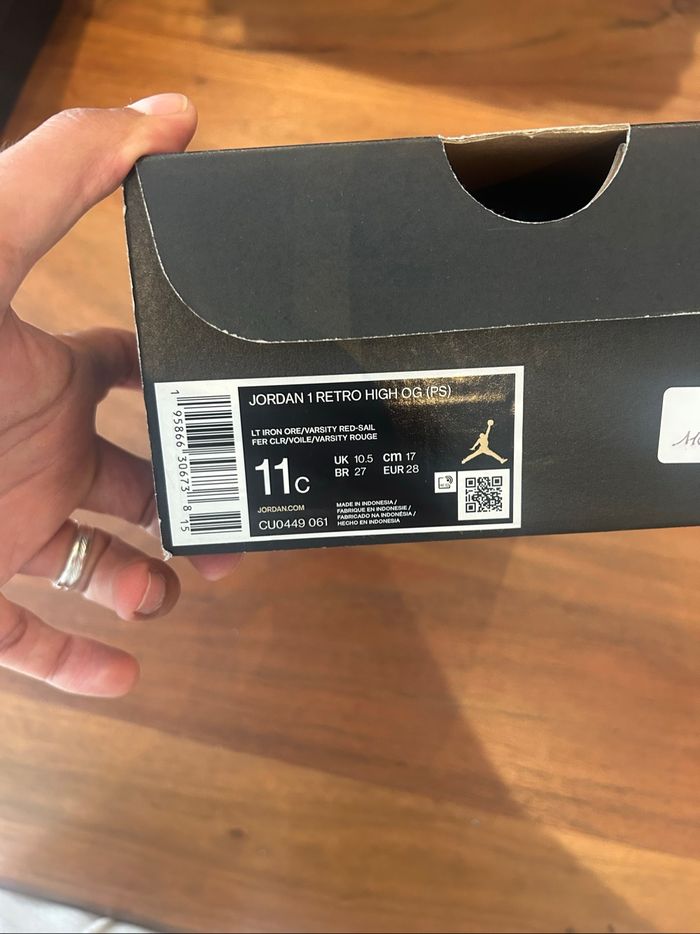 JORDAN 1 RETRO HIGH OG (PS)
LT IRON ORE/VARSITY RED-SAIL
FER CLR/VOILE/VARSITY ROUGE
11C
UK 10.5 cm 17
BR 27 EUR 28
JORDAN.COM
CU0449 061
MADE IN INDONESIA /
FABRIQUE EN INDONESIE /
FABRICADO NA INDONÉSIA /
HECHO EN INDONESIA
1 95866 30673 8 15